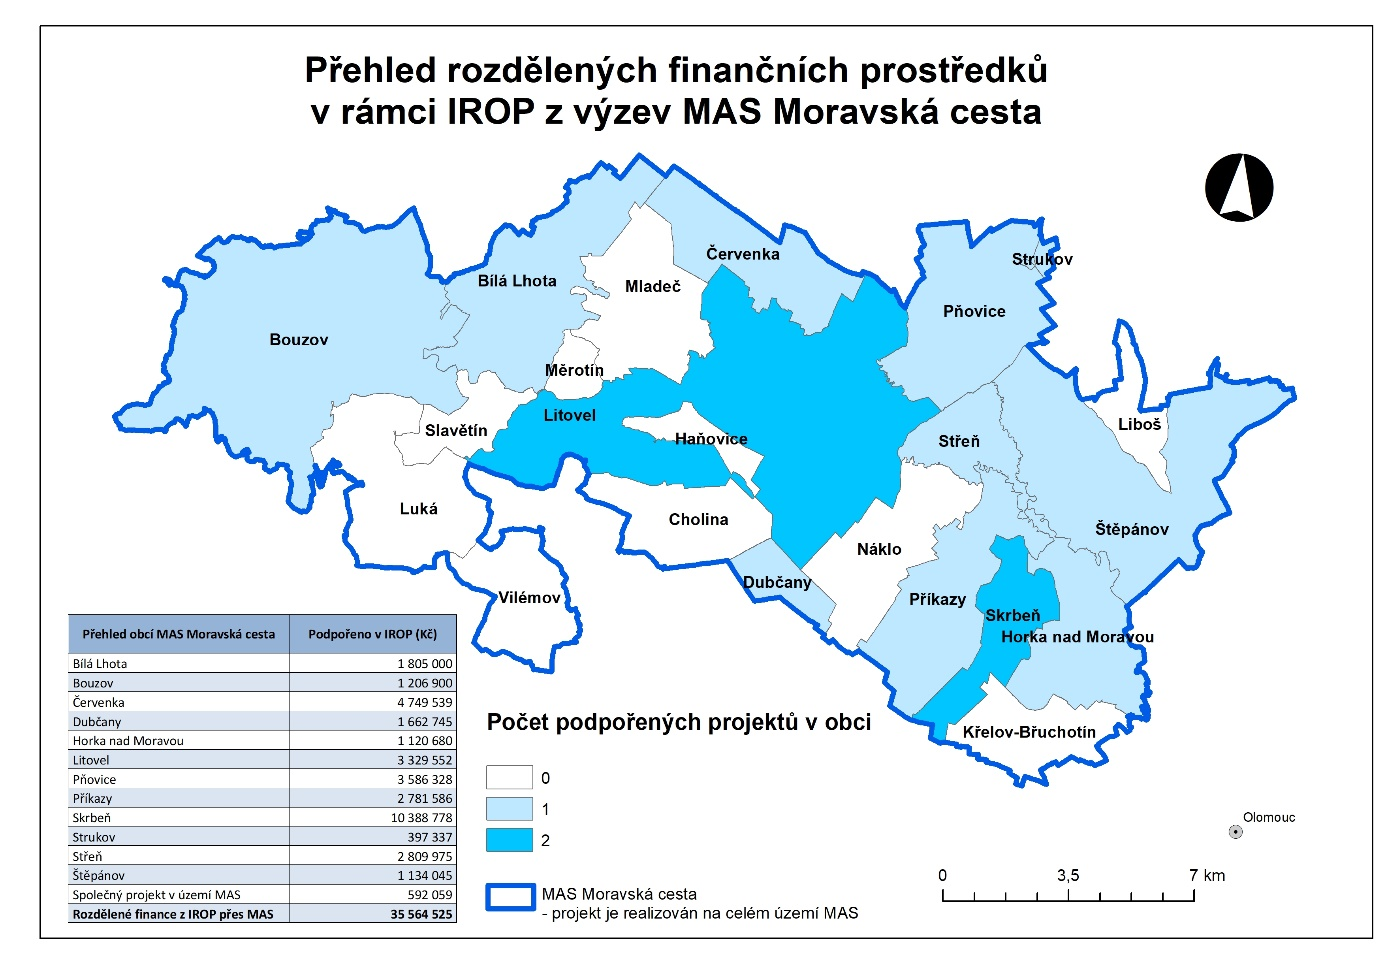 Přehled rozdělených finančních prostředků
v rámci IROP z výzev MAS Moravská cesta
Červenka
Strukov
Bílá Lhota
Mladeč
Pňovice
Bouzov
Měrotín
Litovel
Liboš
Slavětín
Haňovice
Střeň
Luká
Cholina
Štěpánov
Náklo
Dubčany
Vilémov
Příkazy
Skrbeň
Horka nad Moravou
Křelov-Břuchotín
Přehled obcí MAS Moravská cesta Podpořeno v IROP (Kč)
Bílá Lhota 1 805 000
Bouzov 1 206 900
Červenka 4 749 539
Dubčany 1 662 745
Horka nad Moravou 1 120 680
Litovel 3 329 552
Pňovice 3 586 328
Příkazy 2 781 586
Skrbeň 10 388 778
Strukov 397 337
Střeň 2 809 975
Štěpánov 1 134 045
Společný projekt v území MAS 592 059
Rozdělené finance z IROP přes MAS 35 564 525
Počet podpořených projektů v obci
0
1
2
MAS Moravská cesta
- projekt je realizován na celém území MAS
Olomouc
0 3,5 7 km